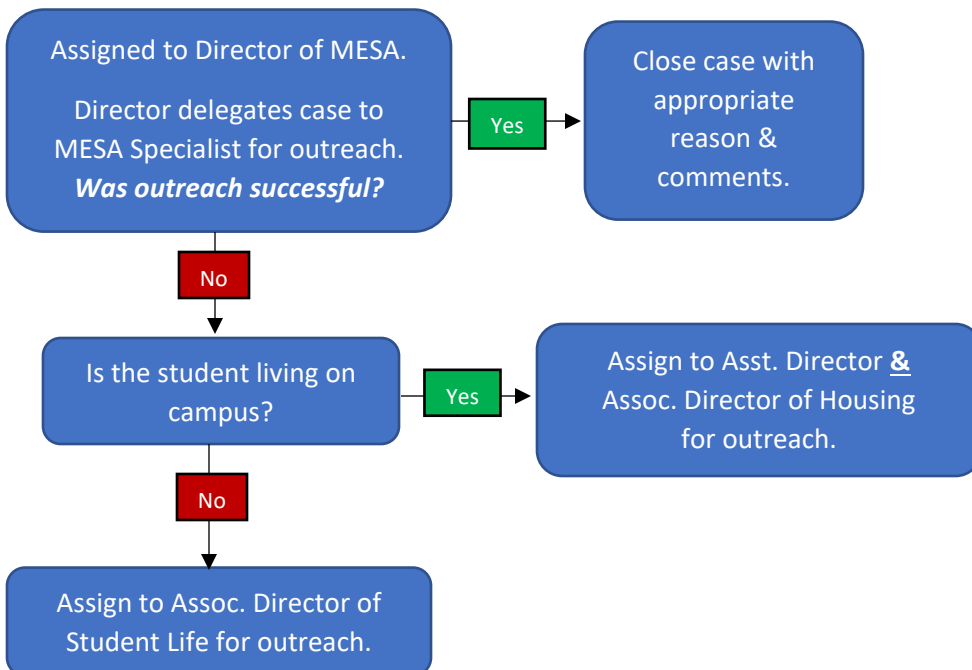 Assigned to Director of MESA.
Director delegates case to
MESA Specialist for outreach.
Was outreach successful?
Yes
Close case with
appropriate
reason &
comments.
No
Is the student living on
campus?
Yes
Assign to Asst. Director &
Assoc. Director of Housing
for outreach.
No
Assign to Assoc. Director of
Student Life for outreach.